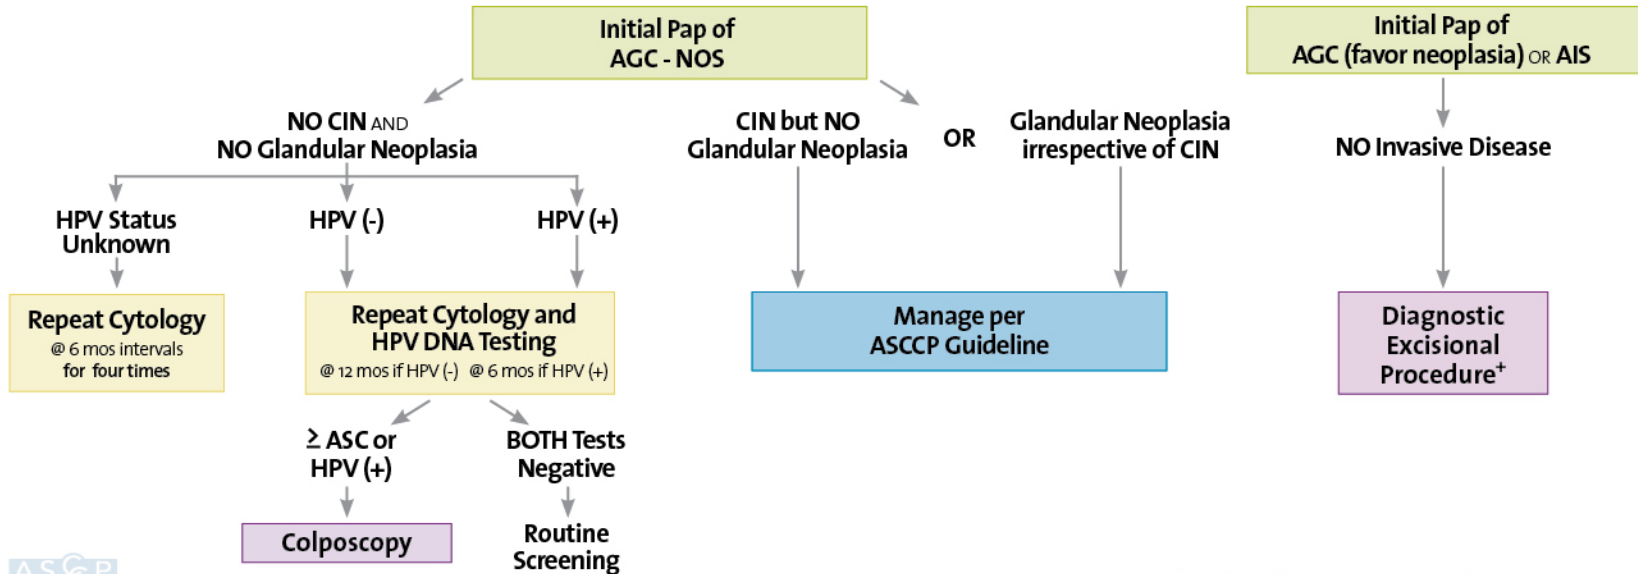 Initial Pap of
AGC - NOS
Initial Pap of
AGC (favor neoplasia) OR AIS
NO CIN AND
NO Glandular Neoplasia
CIN but NO
Glandular Neoplasia
OR
Glandular Neoplasia
irrespective of CIN
NO Invasive Disease
HPV Status
Unknown
HPV (-)
HPV (+)
Repeat Cytology
@ 6 mos intervals
for four times
Repeat Cytology and
HPV DNA Testing
@ 12 mos if HPV (-) @ 6 mos if HPV (+)
Manage per
ASCCP Guideline
Diagnostic
Excisional
Procedure+
≥ ASC or
HPV (+)
BOTH Tests
Negative
Colposcopy
Routine
Screening
ASCCP